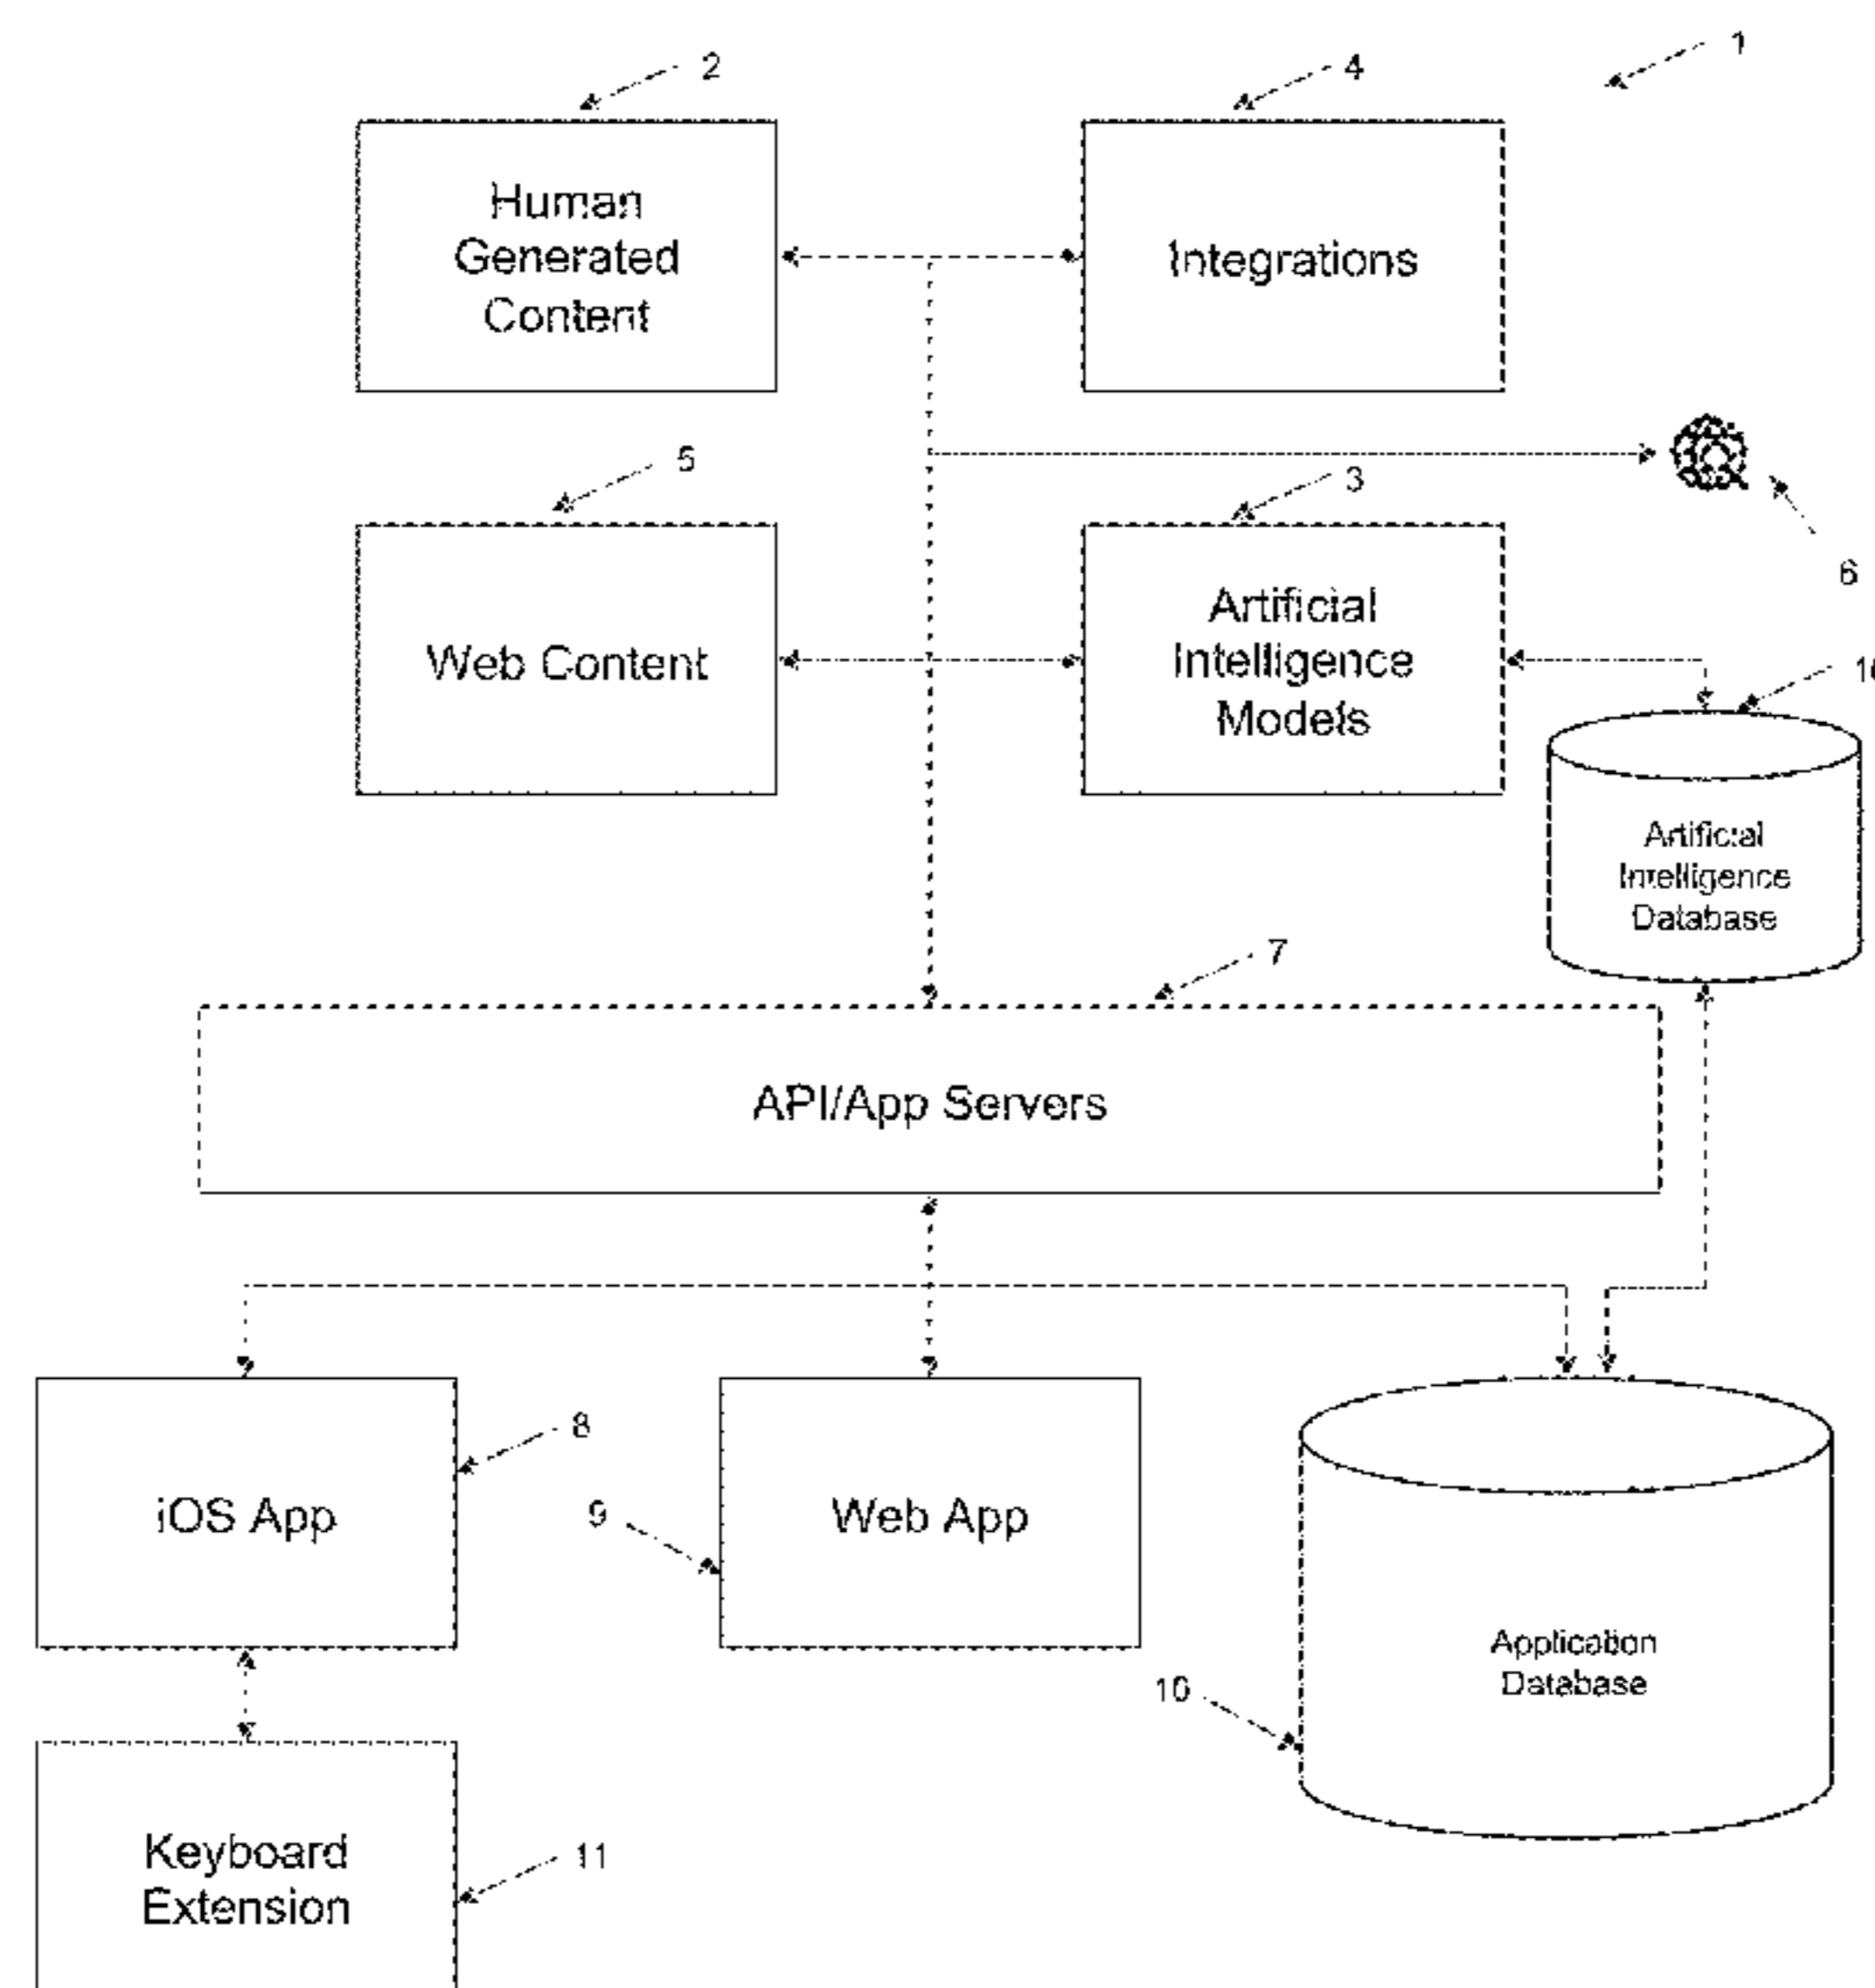 1
2
4
Human
Generated
Content
Integrations
5
3
6
Web Content
Artificial
Intelligence
Models
Artificial
Intelligence
Database
7
API/App Servers
8
iOS App
9
Web App
Application
Database
10
Keyboard
Extension
11